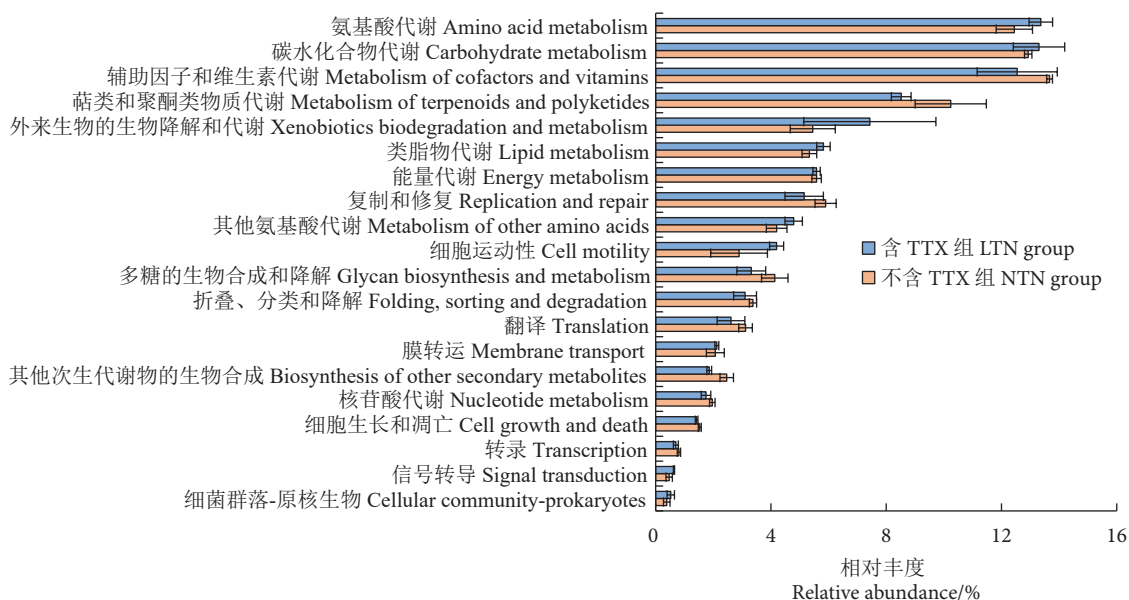 氨基酸代谢 Amino acid metabolism
碳水化合物代谢 Carbohydrate metabolism
辅助因子和维生素代谢 Metabolism of cofactors and vitamins
萜类和聚酮类物质代谢 Metabolism of terpenoids and polyketides
外来生物的生物降解和代谢 Xenobiotics biodegradation and metabolism
类脂物代谢 Lipid metabolism
能量代谢 Energy metabolism
复制和修复 Replication and repair
其他氨基酸代谢 Metabolism of other amino acids
细胞运动性 Cell motility
多糖的生物合成和降解 Glycan biosynthesis and metabolism
折叠、分类和降解 Folding, sorting and degradation
翻译 Translation
膜转运 Membrane transport
其他次生代谢物的生物合成 Biosynthesis of other secondary metabolites
核苷酸代谢 Nucleotide metabolism
细胞生长和凋亡 Cell growth and death
转录 Transcription
信号转导 Signal transduction
细菌群落-原核生物 Cellular community-prokaryotes
含 TTX 组 LTN group
不含 TTX 组 NTN group
0 4 8 12 16
相对丰度
Relative abundance/%